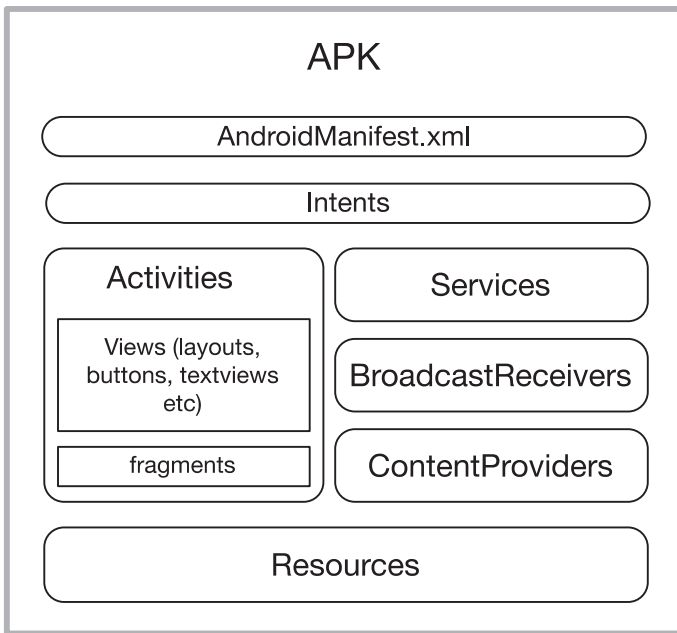 APK
AndroidManifest.xml
Intents
Activities
Views (layouts,
buttons, textviews
etc)
fragments
Services
BroadcastReceivers
ContentProviders
Resources